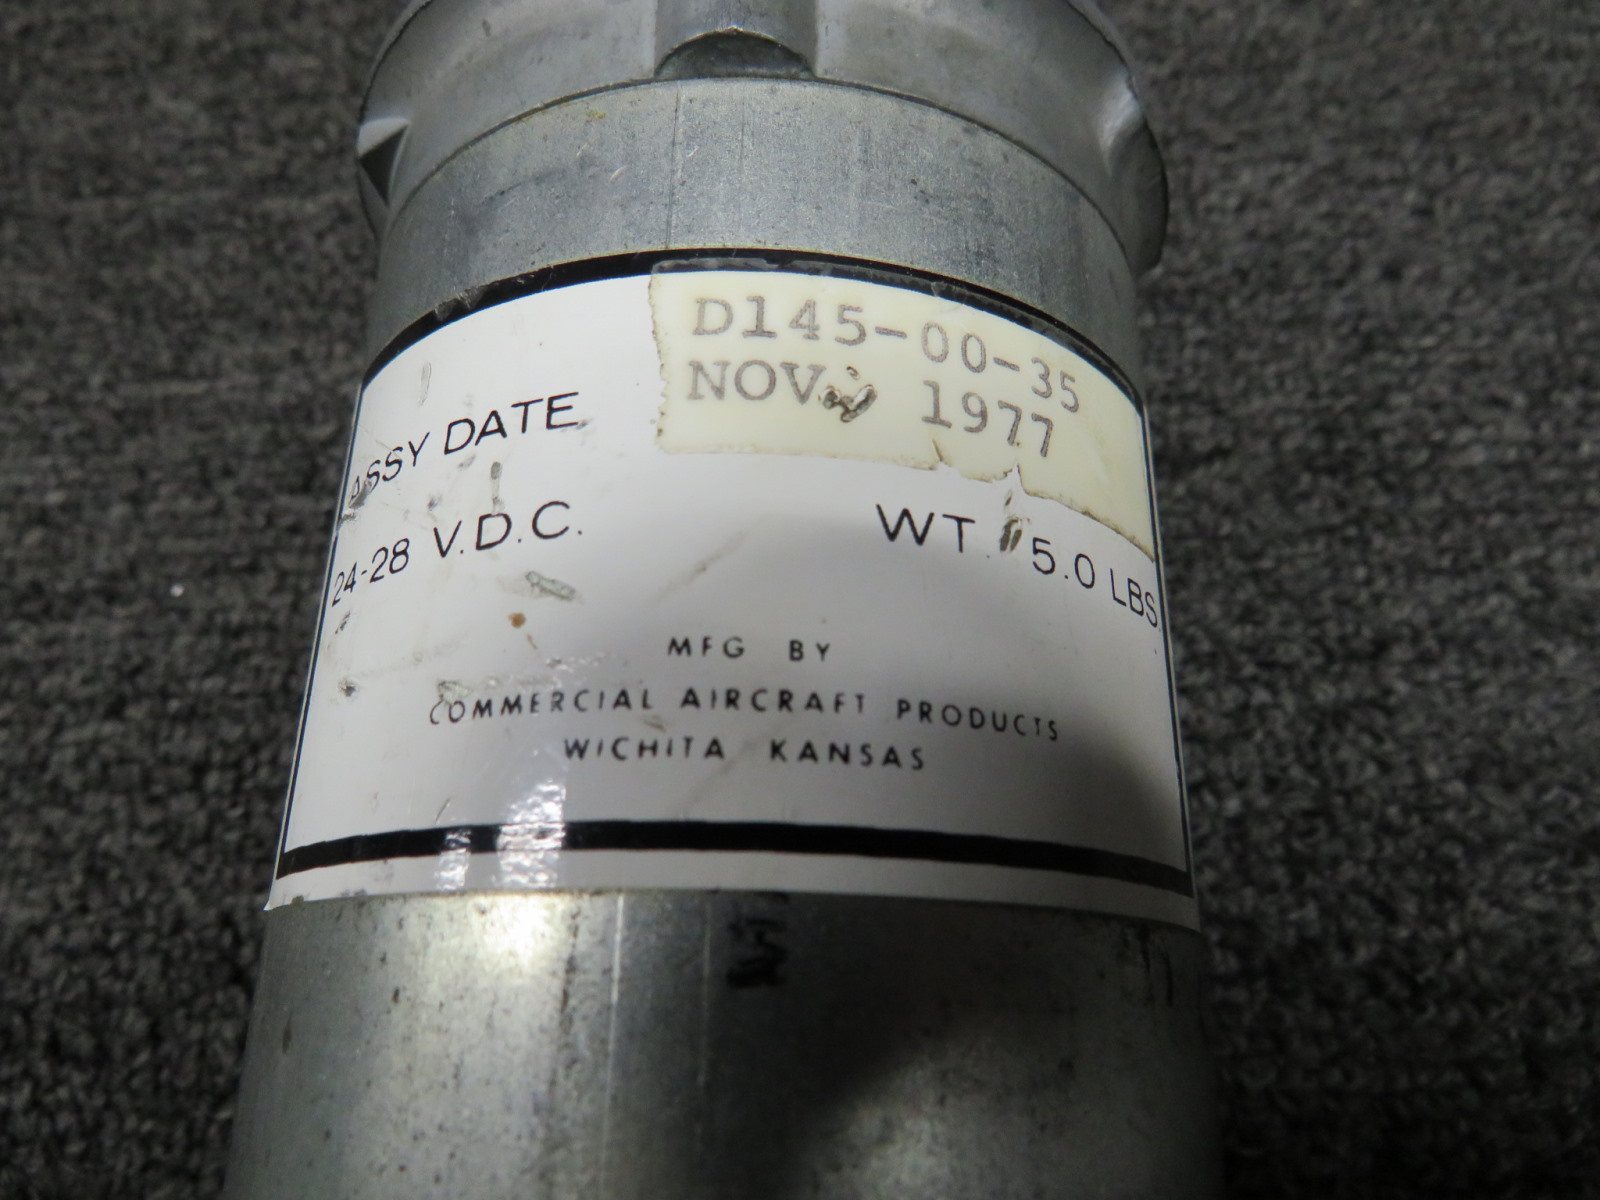 D145-00-35
ASSY DATE NOV. 1977
24-28 V.D.C. WT. 5.0 LBS.
MFG BY
COMMERCIAL AIRCRAFT PRODUCTS
WICHITA KANSAS